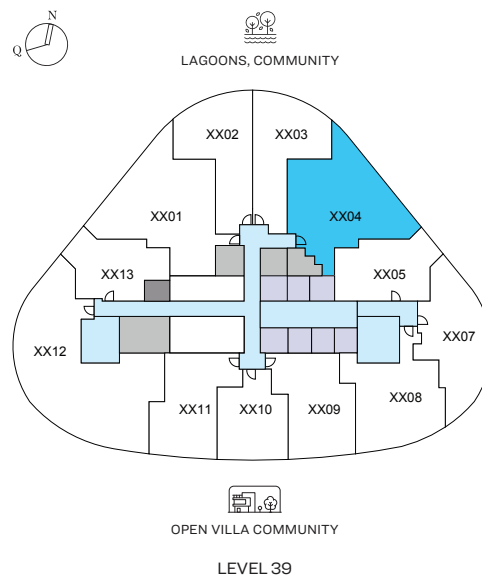 N
Q
LAGOONS, COMMUNITY
XX02
XX03
XX01
XX04
XX13
XX05
XX12
XX07
XX08
XX11
XX10
XX09
OPEN VILLA COMMUNITY
LEVEL 39